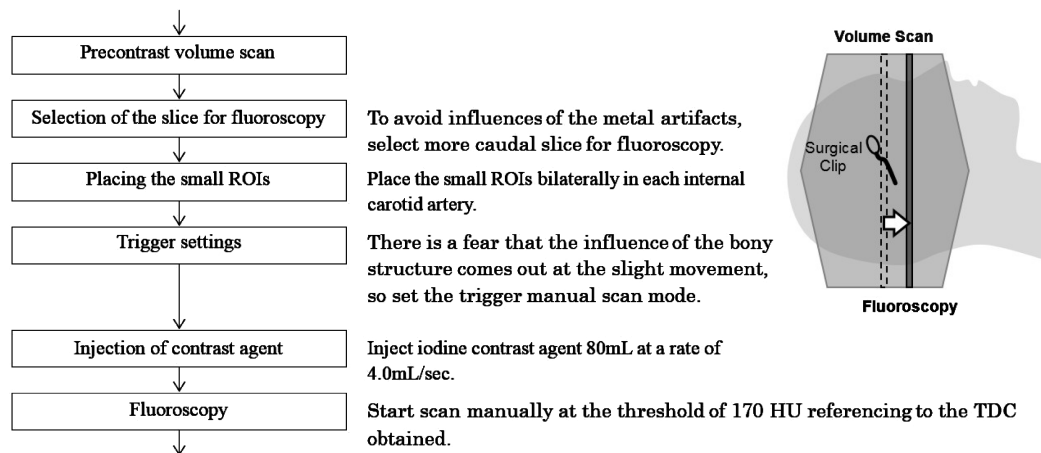 Precontrast volume scan
Selection of the slice for fluoroscopy
To avoid influences of the metal artifacts,
select more caudal slice for fluoroscopy.
Placing the small ROIs
Place the small ROIs bilaterally in each internal
carotid artery.
Trigger settings
There is a fear that the influence of the bony
structure comes out at the slight movement,
so set the trigger manual scan mode.
Injection of contrast agent
Inject iodine contrast agent 80mL at a rate of
4.0mL/sec.
Fluoroscopy
Start scan manually at the threshold of 170 HU referencing to the TDC
obtained.
Volume Scan
Surgical
Clip
Fluoroscopy